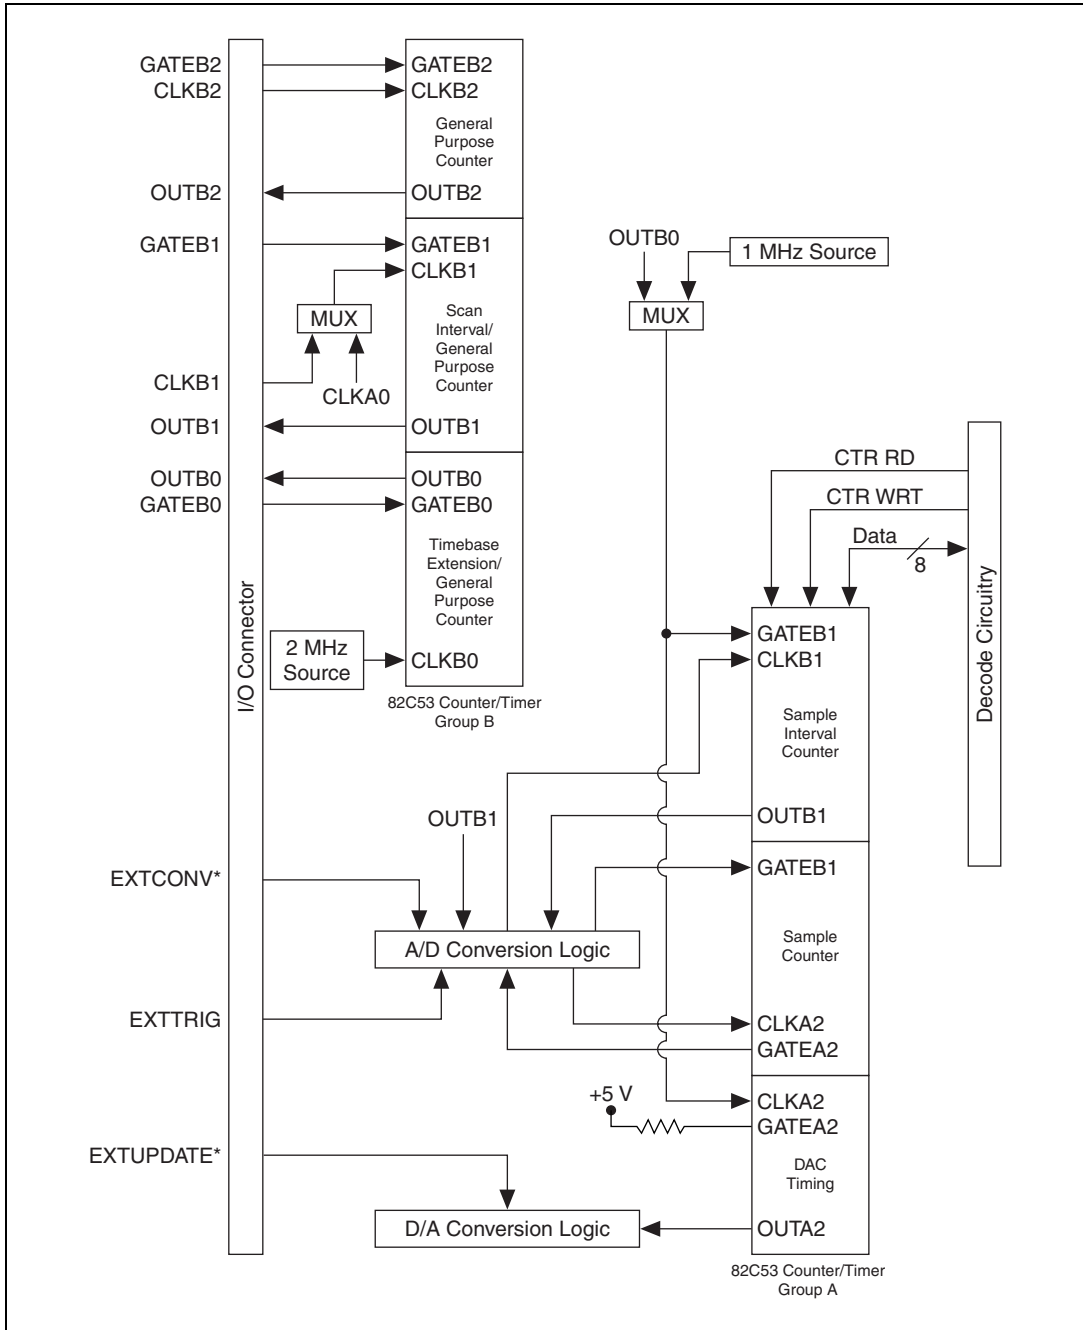 GATEB2
CLKB2
OUTB2
GATEB1
CLKB1
OUTB1
OUTB0
GATEB0
EXTCONV*
EXTTRIG
EXTUPDATE*
I/O Connector
GATEB2
CLKB2
General
Purpose
Counter
OUTB2
GATEB1
CLKB1
MUX
CLKA0
Scan
Interval/
General
Purpose
Counter
OUTB1
OUTB0
GATEB0
Timebase
Extension/
General
Purpose
Counter
2 MHz
Source
CLKB0
82C53 Counter/Timer
Group B
OUTB0
1 MHz Source
MUX
CTR RD
CTR WRT
Data
8
Decode Circuitry
GATEB1
CLKB1
Sample
Interval
Counter
OUTB1
OUTB1
GATEB1
A/D Conversion Logic
Sample
Counter
CLKA2
GATEA2
+5 V
CLKA2
GATEA2
DAC
Timing
D/A Conversion Logic
OUTA2
82C53 Counter/Timer
Group A